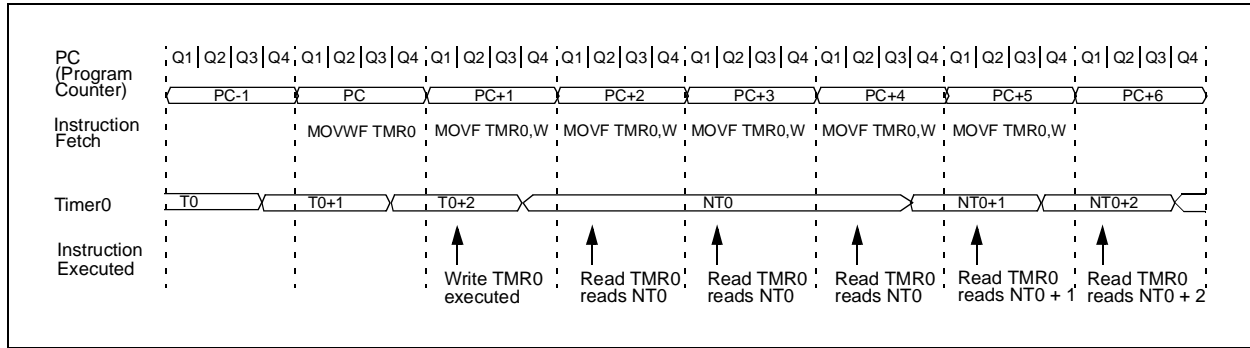 PC
(Program
Counter)
Q1 Q2 Q3 Q4 Q1 Q2 Q3 Q4 Q1 Q2 Q3 Q4 Q1 Q2 Q3 Q4 Q1 Q2 Q3 Q4 Q1 Q2 Q3 Q4 Q1 Q2 Q3 Q4 Q1 Q2 Q3 Q4
PC-1 PC PC+1 PC+2 PC+3 PC+4 PC+5 PC+6
Instruction
Fetch
MOVWF TMR0 MOVF TMR0,W MOVF TMR0,W MOVF TMR0,W MOVF TMR0,W MOVF TMR0,W
Timer0
T0 T0+1 T0+2 NT0 NT0+1 NT0+2
Instruction
Executed
Write TMR0
executed
Read TMR0
reads NT0
Read TMR0
reads NT0
Read TMR0
reads NT0
Read TMR0
reads NT0 + 1
Read TMR0
reads NT0 + 2